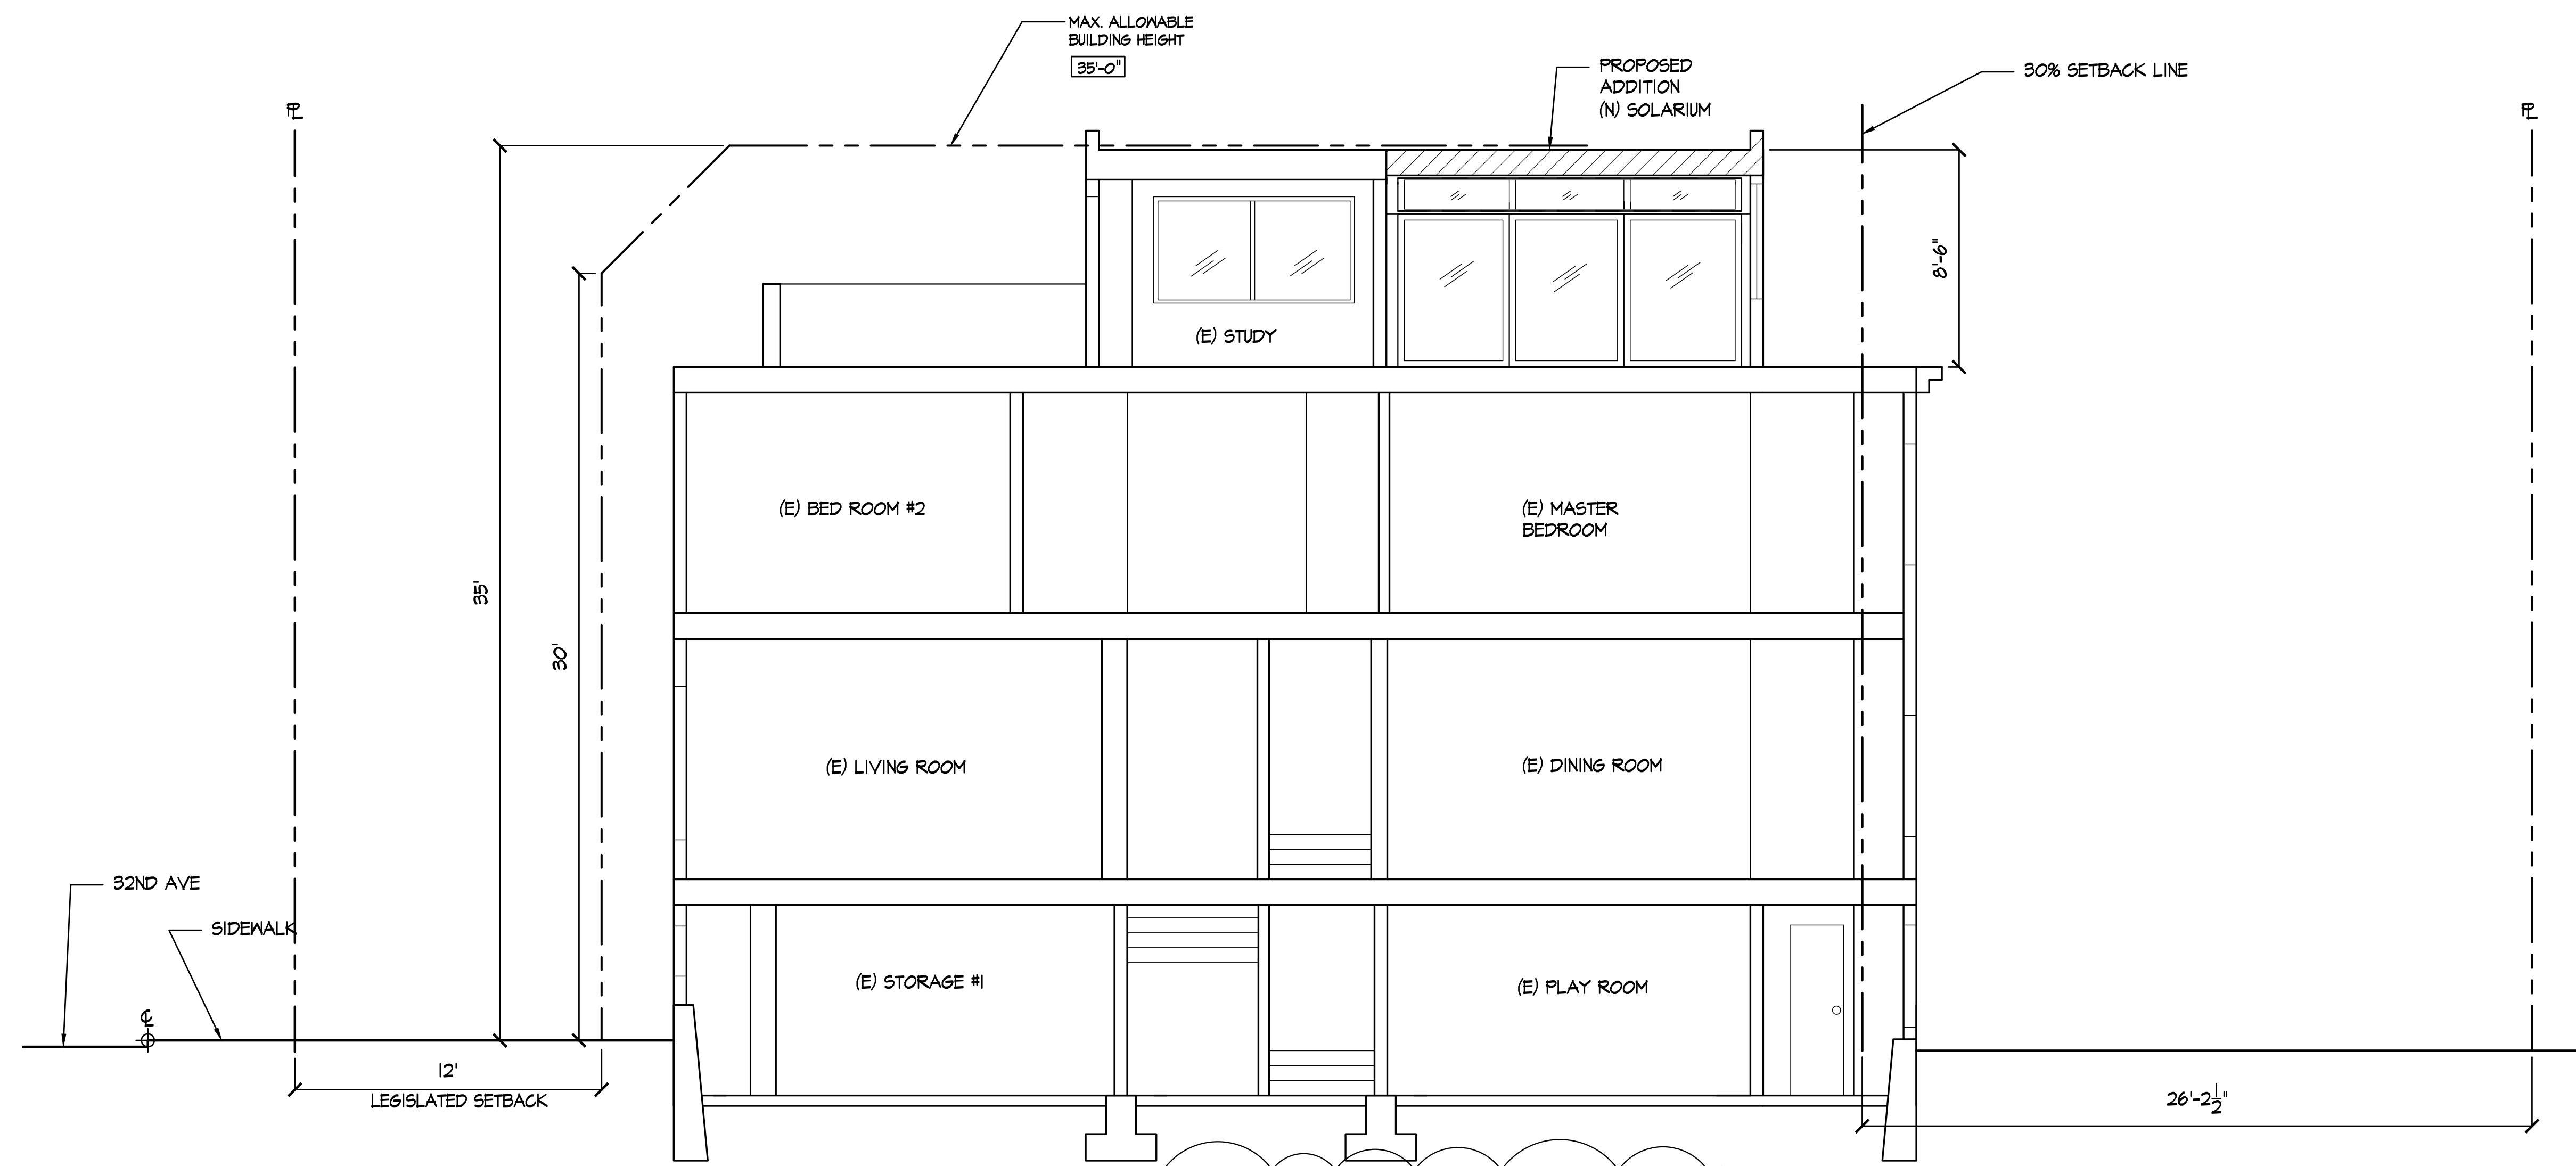 MAX. ALLOWABLE
BUILDING HEIGHT
35'-0"
PROPOSED
ADDITION
(N) SOLARIUM
30% SETBACK LINE
PL
PL
8'-6"
(E) STUDY
(E) BED ROOM #2
(E) MASTER
BEDROOM
35'
30'
(E) LIVING ROOM
(E) DINING ROOM
32ND AVE
SIDEWALK
(E) STORAGE #1
(E) PLAY ROOM
CL
12'
LEGISLATED SETBACK
26'-2½"